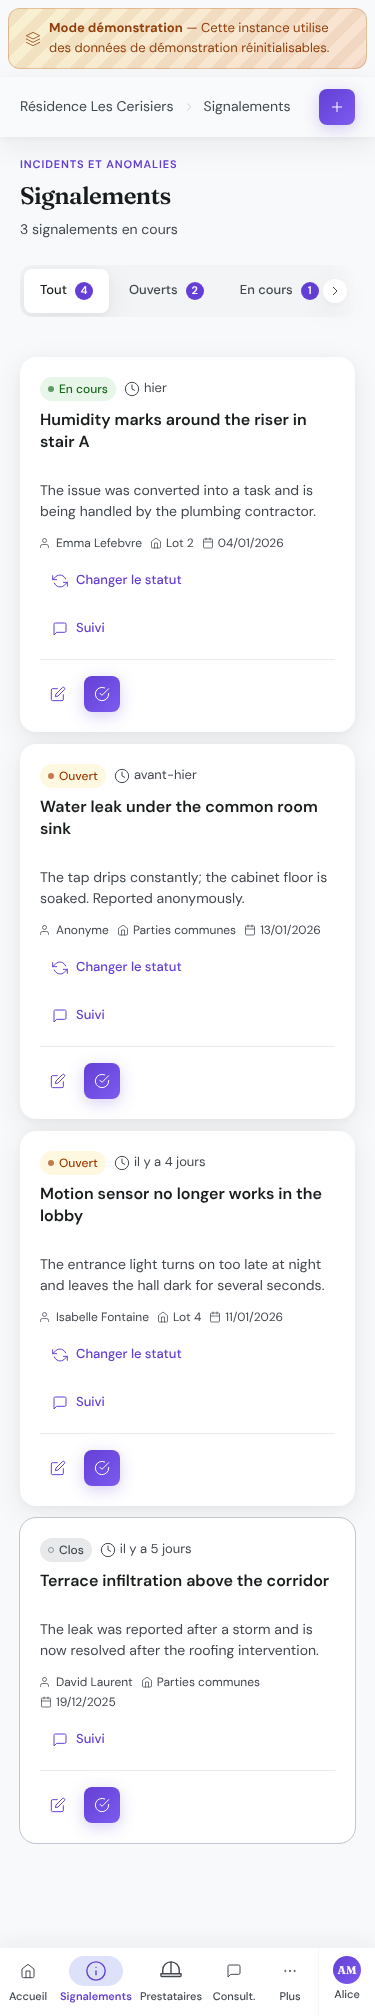 Mode démonstration — Cette instance utilise
des données de démonstration réinitialisables.
Résidence Les Cerisiers > Signalements
INCIDENTS ET ANOMALIES
Signalements
3 signalements en cours
Tout 4 Ouverts 2 En cours 1
En cours hier
Humidity marks around the riser in
stair A
The issue was converted into a task and is
being handled by the plumbing contractor.
Emma Lefebvre Lot 2 04/01/2026
Changer le statut
Suivi
Ouvert avant-hier
Water leak under the common room
sink
The tap drips constantly; the cabinet floor is
soaked. Reported anonymously.
Anonyme Parties communes 13/01/2026
Changer le statut
Suivi
Ouvert il y a 4 jours
Motion sensor no longer works in the
lobby
The entrance light turns on too late at night
and leaves the hall dark for several seconds.
Isabelle Fontaine Lot 4 11/01/2026
Changer le statut
Suivi
Clos il y a 5 jours
Terrace infiltration above the corridor
The leak was reported after a storm and is
now resolved after the roofing intervention.
David Laurent Parties communes
19/12/2025
Suivi
AM
Accueil Signalements Prestataires Consult. Plus Alice